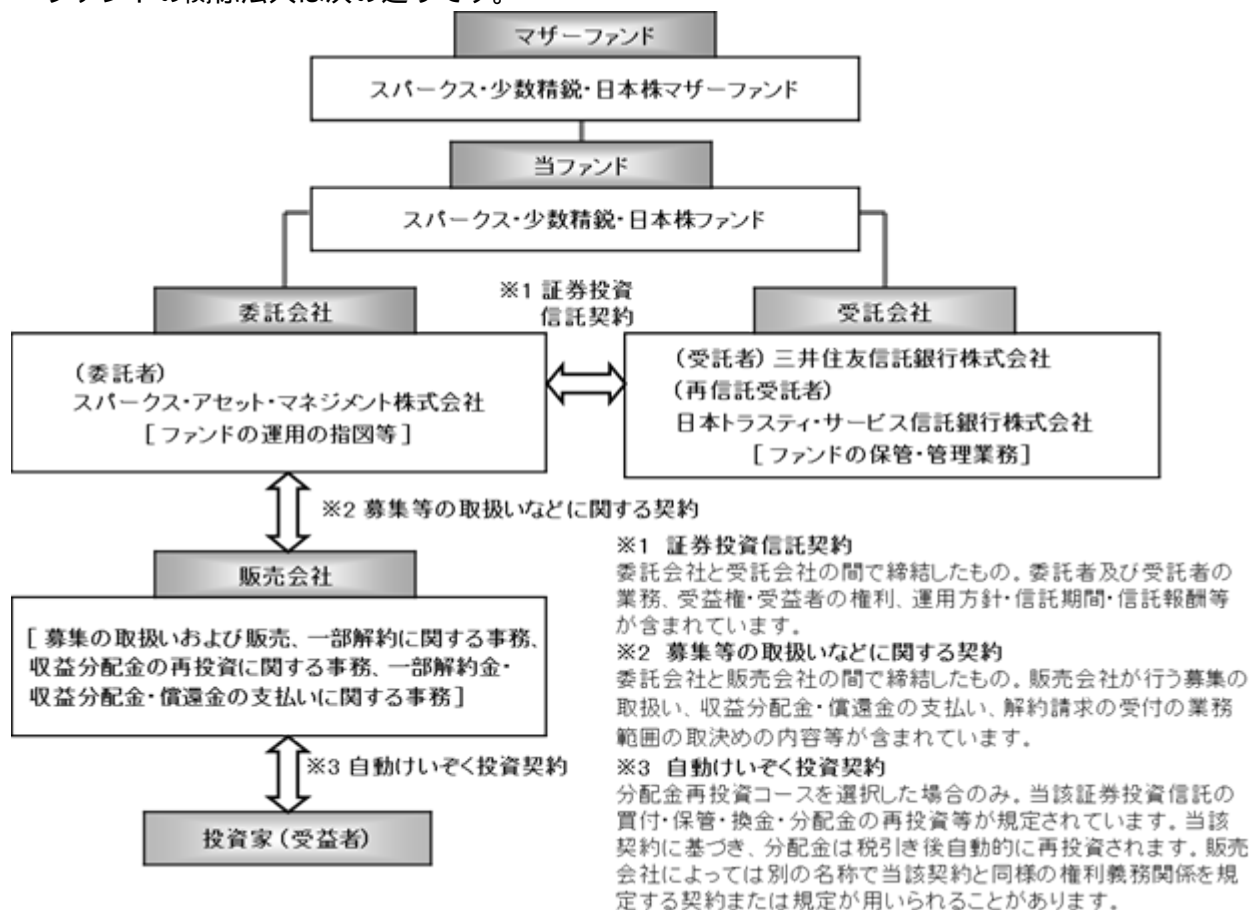 マザーファンド
スパークス・少数精鋭・日本株マザーファンド
当ファンド
スパークス・少数精鋭・日本株ファンド
※1 証券投資
信託契約
委託会社
(委託者)
スパークス・アセット・マネジメント株式会社
[ファンドの運用の指図等]
受託会社
(受託者) 三井住友信託銀行株式会社
(再信託受託者)
日本トラスティ・サービス信託銀行株式会社
[ファンドの保管・管理業務]
※2 募集等の取扱いなどに関する契約
販売会社
[募集の取扱いおよび販売、一部解約に関する事務、
収益分配金の再投資に関する事務、一部解約金・
収益分配金・償還金の支払いに関する事務]
※3 自動けいぞく投資契約
投資家(受益者)
※1 証券投資信託契約
委託会社と受託会社の間で締結したもの。委託者及び受託者の
業務、受益権・受益者の権利、運用方針・信託期間・信託報酬等
が含まれています。
※2 募集等の取扱いなどに関する契約
委託会社と販売会社の間で締結したもの。販売会社が行う募集の
取扱い、収益分配金・償還金の支払い、解約請求の受付の業務
範囲の取決めの内容等が含まれています。
※3 自動けいぞく投資契約
分配金再投資コースを選択した場合のみ。当該証券投資信託の
買付・保管・換金・分配金の再投資等が規定されています。当該
契約に基づき、分配金は税引き後自動的に再投資されます。販売
会社によっては別の名称で当該契約と同様の権利義務関係を規
定する契約または規定が用いられることがあります。